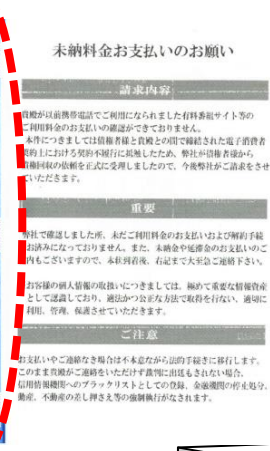 未納料金お支払いのお願い
請求内容
貴殿が以前携帯電話でご利用になられました有料番組サイト等の
ご利用料金のお支払いの確認ができておりません。
本件につきましては債権者様と貴殿との間で締結された電子消費者
契約上における契約不履行に抵触したため、弊社が債権者様から
債権回収の依頼を正式に受理しましたので、今後弊社がご請求をさせ
ていただきます。
重要
弊社で確認しました所、未だご利用料金のお支払いおよび解約手続
お済みになっておりません。また、未納金や延滞金のお支払いのご
内もございますので、本状到着後、右記まで大至急ご連絡下さい。
お客様の個人情報の取扱いにつきましては、極めて重要な情報資産
として認識しており、適法かつ公正な方法で取得を行ない、適切に
利用、管理、保護させていただきます。
ご注意
お支払いやご連絡なき場合は不本意ながら法的手続きに移行します。
このまま貴殿がご連絡をいただけず裁判に出廷もされない場合、
信用情報機関へのブラックリストとしての登録、金融機関の停止処分、
動産、不動産の差し押さえ等の強制執行がなされます。